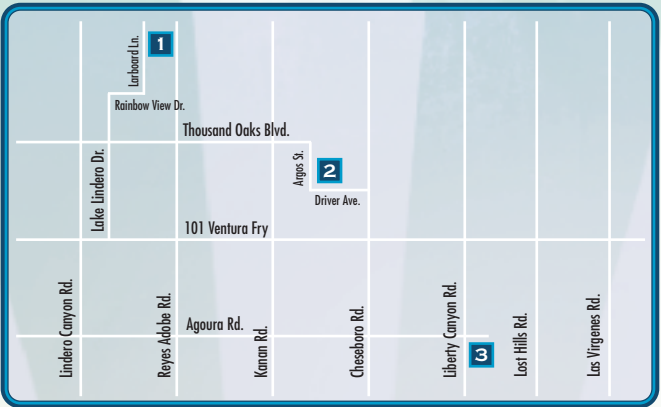 Larboard Ln.
1
Rainbow View Dr.
Thousand Oaks Blvd.
Lake Lindero Dr.
Argos St.
2
Driver Ave.
101 Ventura Fry
Lindero Canyon Rd.
Reyes Adobe Rd.
Agoura Rd.
Kanan Rd.
Cheseboro Rd.
Liberty Canyon Rd.
3
Lost Hills Rd.
Las Virgenes Rd.